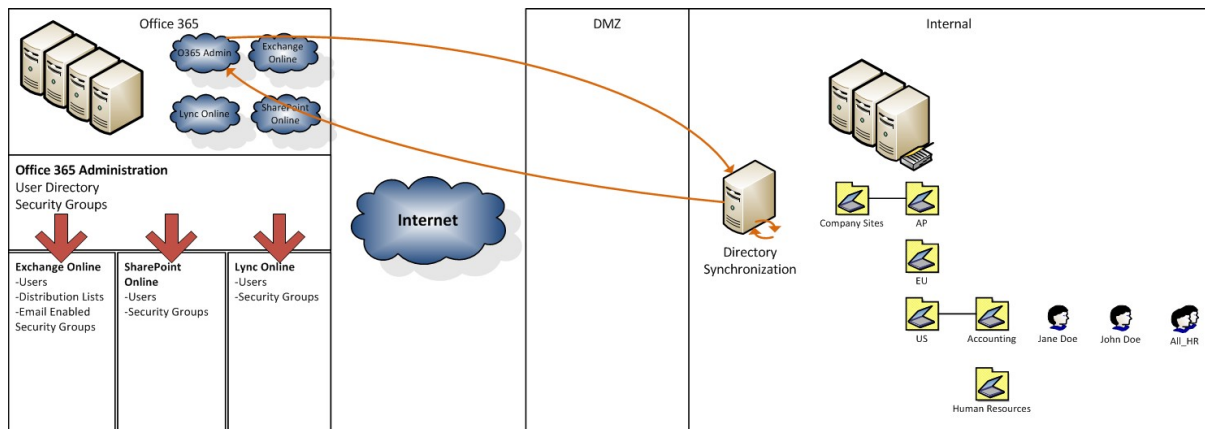 Office 365
DMZ
Internal
O365 Admin
Exchange
Online
Lync Online
SharePoint
Online
Office 365 Administration
User Directory
Security Groups
Exchange Online
-Users
-Distribution Lists
-Email Enabled
Security Groups
SharePoint
Online
-Users
-Security Groups
Lync Online
-Users
-Security Groups
Internet
Directory
Synchronization
Company Sites
AP
EU
US
Accounting
Jane Doe
John Doe
All_HR
Human Resources